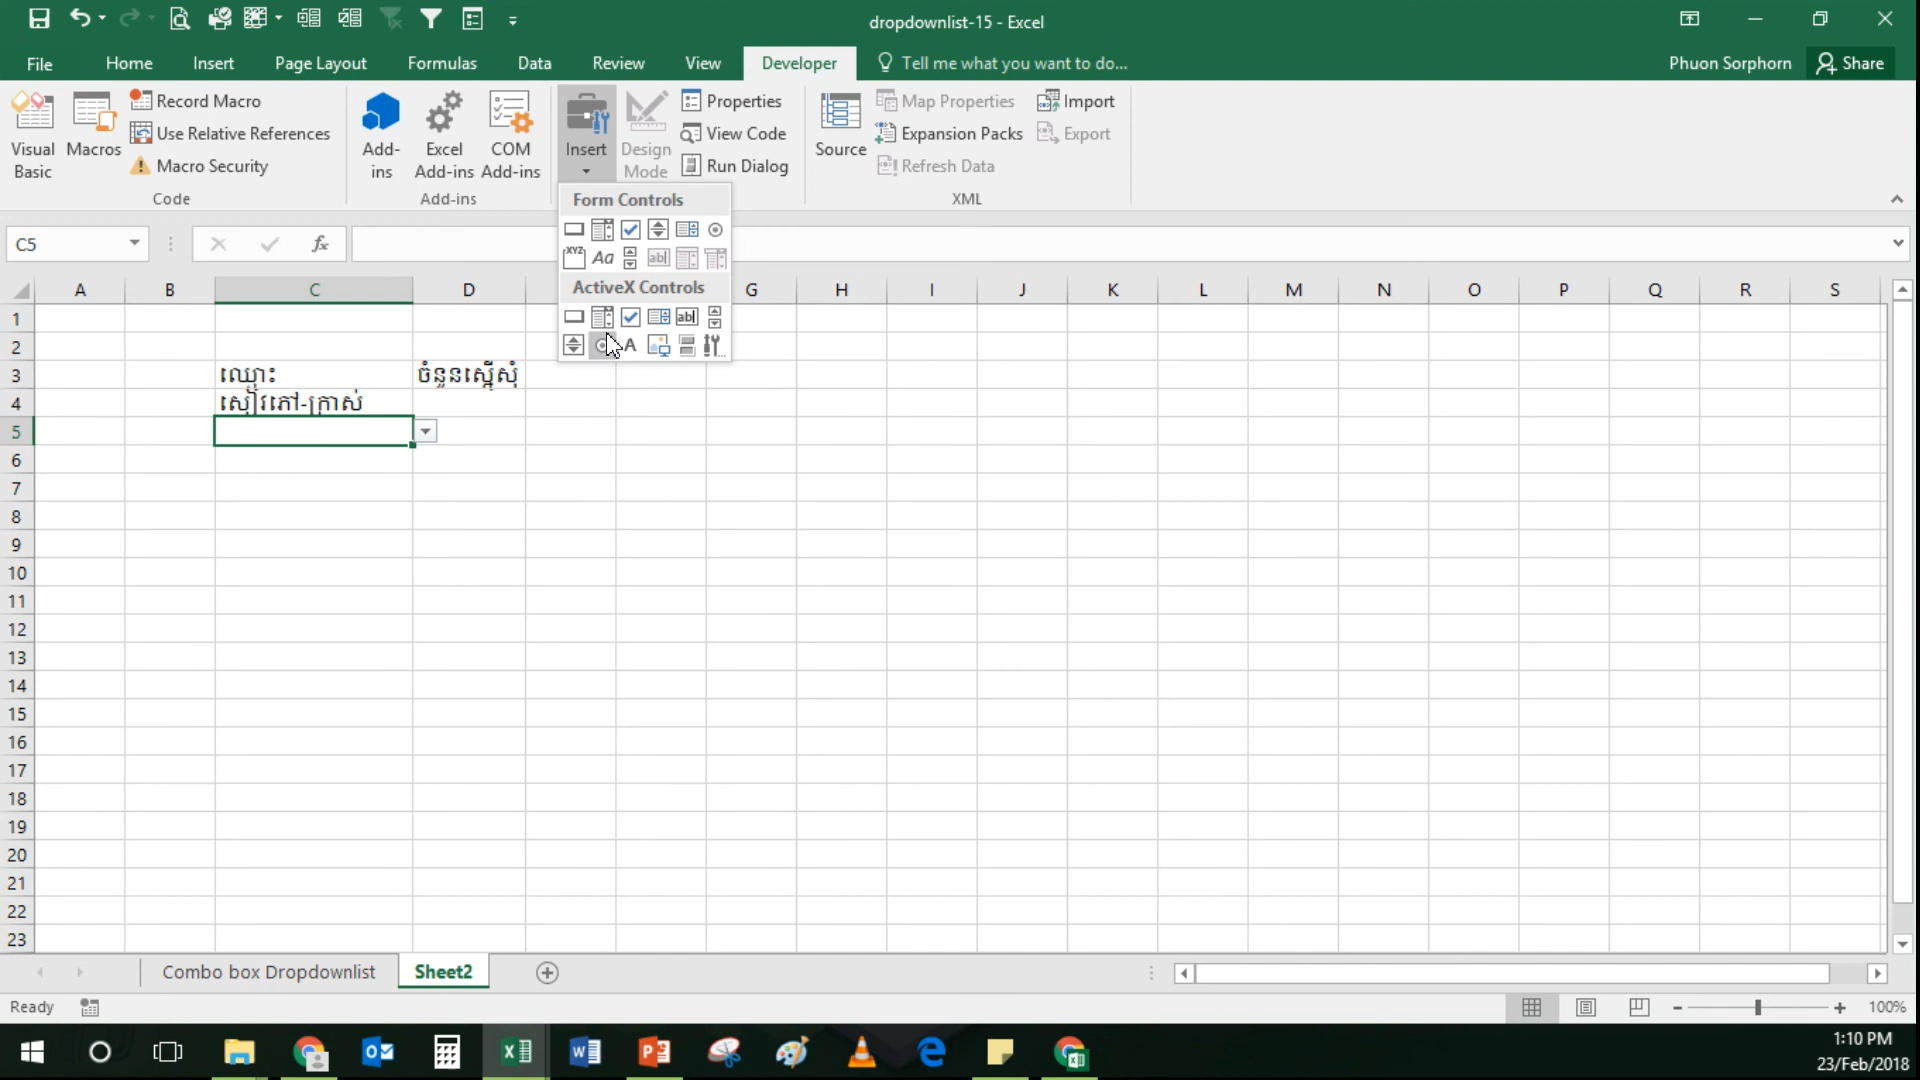 dropdownlist-15 - Excel
File Home Insert Page Layout Formulas Data Review View Developer Tell me what you want to do... Phuon Sorphorn Share
Visual Basic
Macros
Record Macro
Use Relative References
Macro Security
Code
Add-ins
Excel Add-ins
COM Add-ins
Add-ins
Insert
Design Mode
Properties
View Code
Run Dialog
Source
Map Properties
Expansion Packs
Refresh Data
Import
Export
XML
Form Controls
XYZ Aa ab|
ActiveX Controls
ab|
A
C5 fx
A B C D G H I J K L M N O P Q R S
1
2
3 ឈ្មោះ ចំនួនស្នើសុំ
4 សៀវភៅ-ក្រាស់
5
6
7
8
9
10
11
12
13
14
15
16
17
18
19
20
21
22
23
Combo box Dropdownlist Sheet2
Ready 100%
1:10 PM
23/Feb/2018